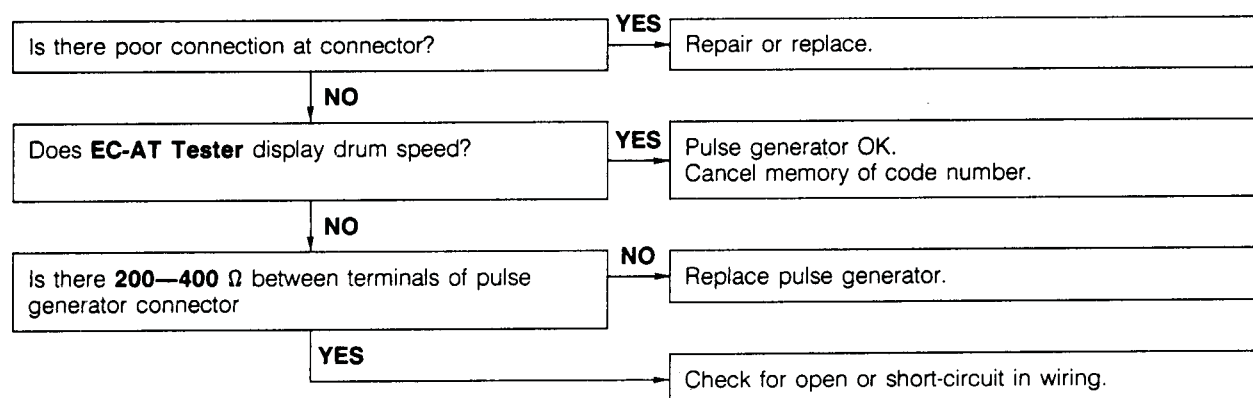 Is there poor connection at connector?
YES
Repair or replace.
NO
Does EC-AT Tester display drum speed?
YES
Pulse generator OK.
Cancel memory of code number.
NO
Is there 200—400 Ω between terminals of pulse
generator connector
NO
Replace pulse generator.
YES
Check for open or short-circuit in wiring.